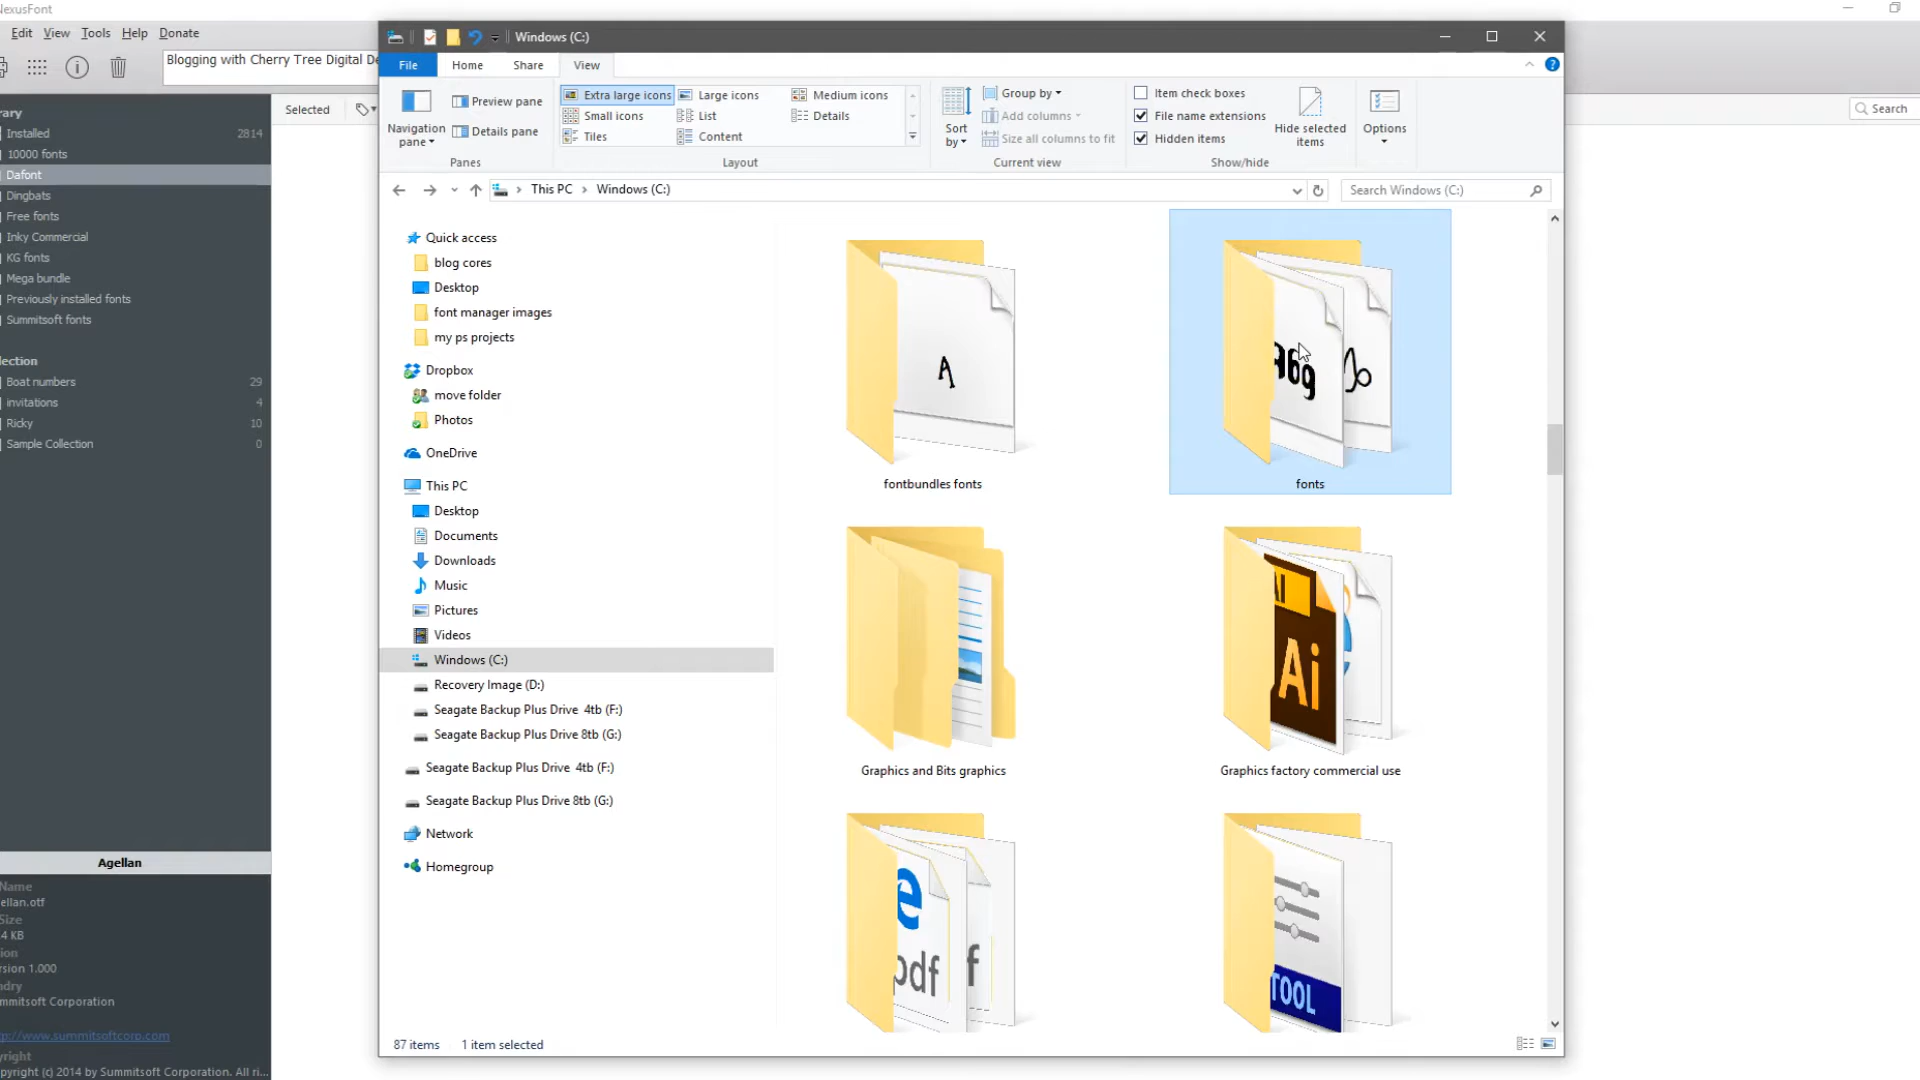 NexusFont
Edit View Tools Help Donate
Blogging with Cherry Tree Digital De
Selected
Search
rary
Installed 2814
10000 fonts
Dafont
Dingbats
Free fonts
Inky Commercial
KG fonts
Mega bundle
Previously installed fonts
Summitsoft fonts
lection
Boat numbers 29
invitations 4
Ricky 10
Sample Collection 0
Agellan
Name
ellan.otf
Size
4 KB
ion
rsion 1.000
ndry
mmitsoft Corporation
p://www.summitsoftcorp.com
yright
pyright (c) 2014 by Summitsoft Corporation. All ri...
Windows (C:)
File Home Share View
Navigation pane
Preview pane
Details pane
Panes
Extra large icons Large icons Medium icons
Small icons List Details
Tiles Content
Layout
Sort by
Group by
Add columns
Size all columns to fit
Current view
Item check boxes
File name extensions
Hidden items
Hide selected items
Show/hide
Options
This PC Windows (C:)
Search Windows (C:)
Quick access
blog cores
Desktop
font manager images
my ps projects
Dropbox
move folder
Photos
OneDrive
This PC
Desktop
Documents
Downloads
Music
Pictures
Videos
Windows (C:)
Recovery Image (D:)
Seagate Backup Plus Drive 4tb (F:)
Seagate Backup Plus Drive 8tb (G:)
Seagate Backup Plus Drive 4tb (F:)
Seagate Backup Plus Drive 8tb (G:)
Network
Homegroup
A
fontbundles fonts
fonts
Graphics and Bits graphics
Ai
Graphics factory commercial use
pdf
f
TOOL
87 items 1 item selected